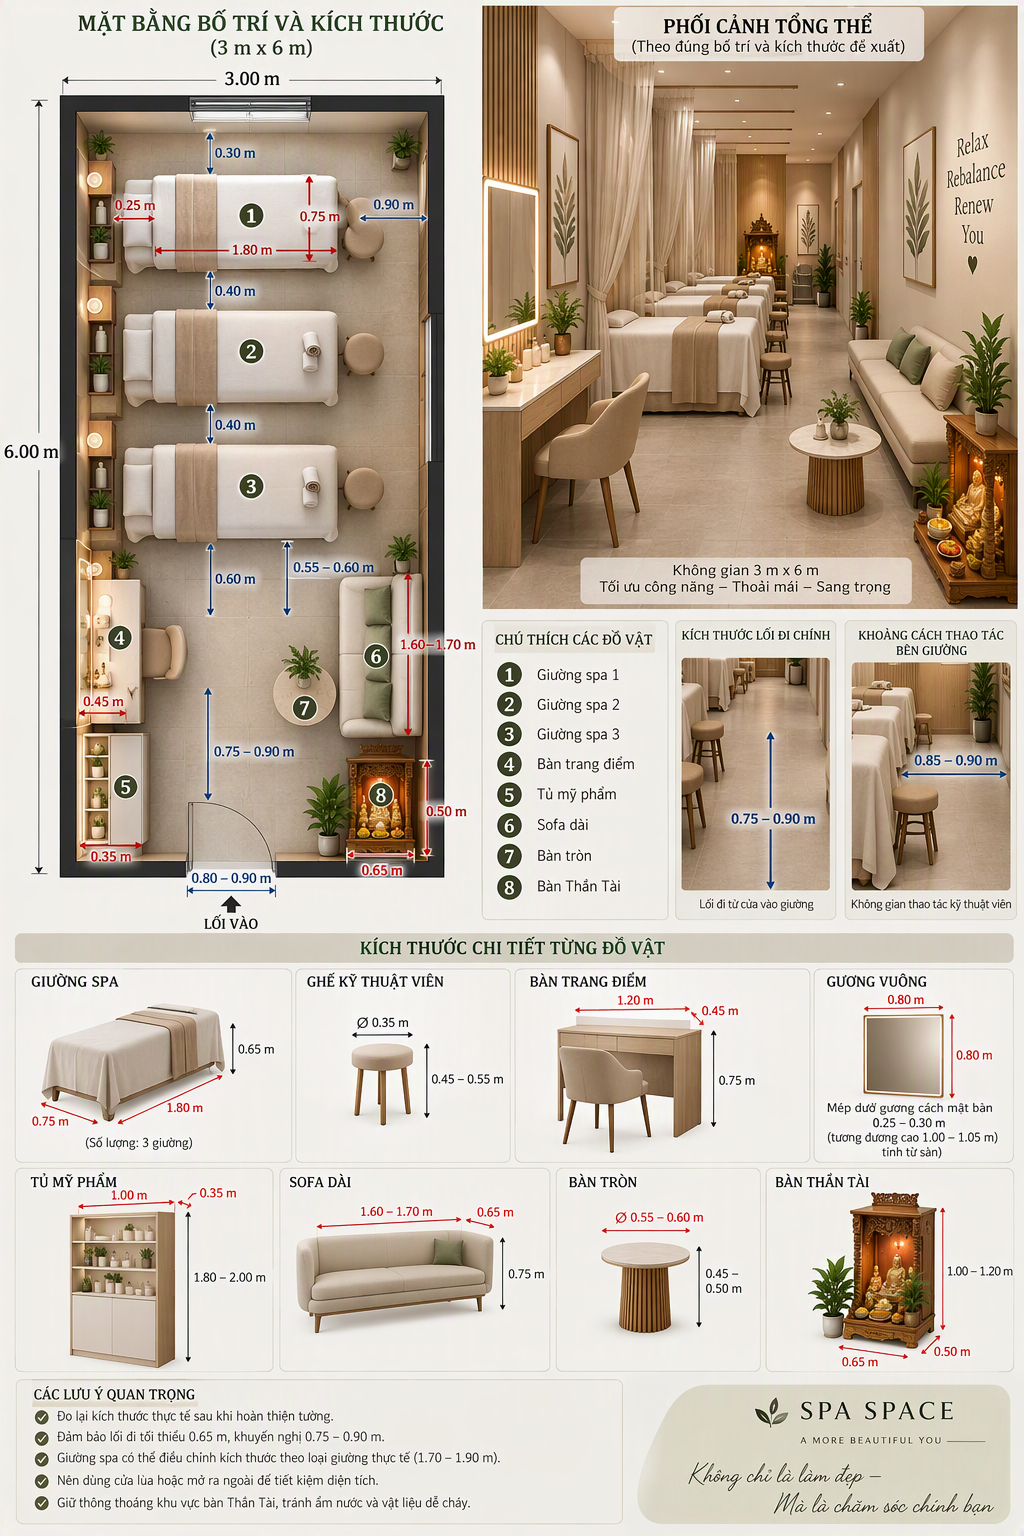 MẶT BẰNG BỐ TRÍ VÀ KÍCH THƯỚC
(3 m x 6 m)
3.00 m
6.00 m
0.30 m
0.25 m
1
0.75 m
0.90 m
1.80 m
0.40 m
2
0.40 m
3
0.60 m
0.55 – 0.60 m
4
6
1.60–1.70 m
0.45 m
7
0.75 – 0.90 m
5
8
0.50 m
0.35 m
0.65 m
0.80 – 0.90 m
LỐI VÀO
PHỐI CẢNH TỔNG THỂ
(Theo đúng bố trí và kích thước đề xuất)
Relax
Rebalance
Renew
You
Không gian 3 m x 6 m
Tối ưu công năng – Thoải mái – Sang trọng
CHÚ THÍCH CÁC ĐỒ VẬT
1 Giường spa 1
2 Giường spa 2
3 Giường spa 3
4 Bàn trang điểm
5 Tủ mỹ phẩm
6 Sofa dài
7 Bàn tròn
8 Bàn Thần Tài
KÍCH THƯỚC LỐI ĐI CHÍNH
0.75 – 0.90 m
Lối đi từ cửa vào giường
KHOẢNG CÁCH THAO TÁC
BÊN GIƯỜNG
0.85 – 0.90 m
Không gian thao tác kỹ thuật viên
KÍCH THƯỚC CHI TIẾT TỪNG ĐỒ VẬT
GIƯỜNG SPA
0.65 m
1.80 m
0.75 m
(Số lượng: 3 giường)
GHẾ KỸ THUẬT VIÊN
Ø 0.35 m
0.45 – 0.55 m
BÀN TRANG ĐIỂM
1.20 m
0.45 m
0.75 m
GƯƠNG VUÔNG
0.80 m
0.80 m
Mép dưới gương cách mặt bàn
0.25 – 0.30 m
(tương đương cao 1.00 – 1.05 m)
tính từ sàn)
TỦ MỸ PHẨM
1.00 m
0.35 m
1.80 – 2.00 m
SOFA DÀI
1.60 – 1.70 m
0.65 m
0.75 m
BÀN TRÒN
Ø 0.55 – 0.60 m
0.45 –
0.50 m
BÀN THẦN TÀI
1.00 – 1.20 m
0.50 m
0.65 m
CÁC LƯU Ý QUAN TRỌNG
Đo lại kích thước thực tế sau khi hoàn thiện tường.
Đảm bảo lối đi tối thiểu 0.65 m, khuyến nghị 0.75 – 0.90 m.
Giường spa có thể điều chỉnh kích thước theo loại giường thực tế (1.70 – 1.90 m).
Nên dùng cửa lùa hoặc mở ra ngoài để tiết kiệm diện tích.
Giữ thông thoáng khu vực bàn Thần Tài, tránh ẩm nước và vật liệu dễ cháy.
SPA SPACE
A MORE BEAUTIFUL YOU
Không chỉ là làm đẹp –
Mà là chăm sóc chính bạn